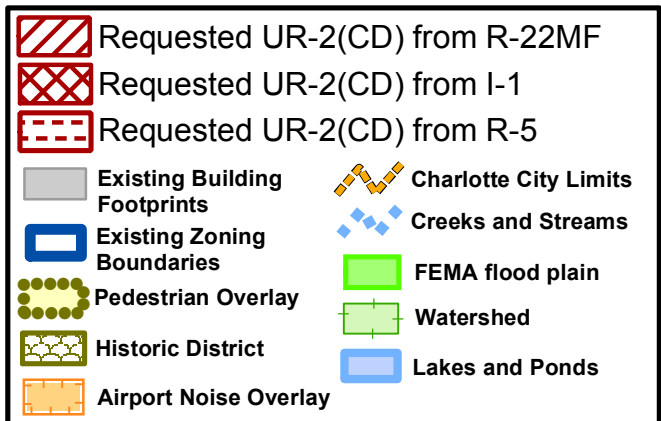 Requested UR-2(CD) from R-22MF
Requested UR-2(CD) from I-1
Requested UR-2(CD) from R-5
Existing Building
Footprints
Existing Zoning
Boundaries
Pedestrian Overlay
Historic District
Airport Noise Overlay
Charlotte City Limits
Creeks and Streams
FEMA flood plain
Watershed
Lakes and Ponds